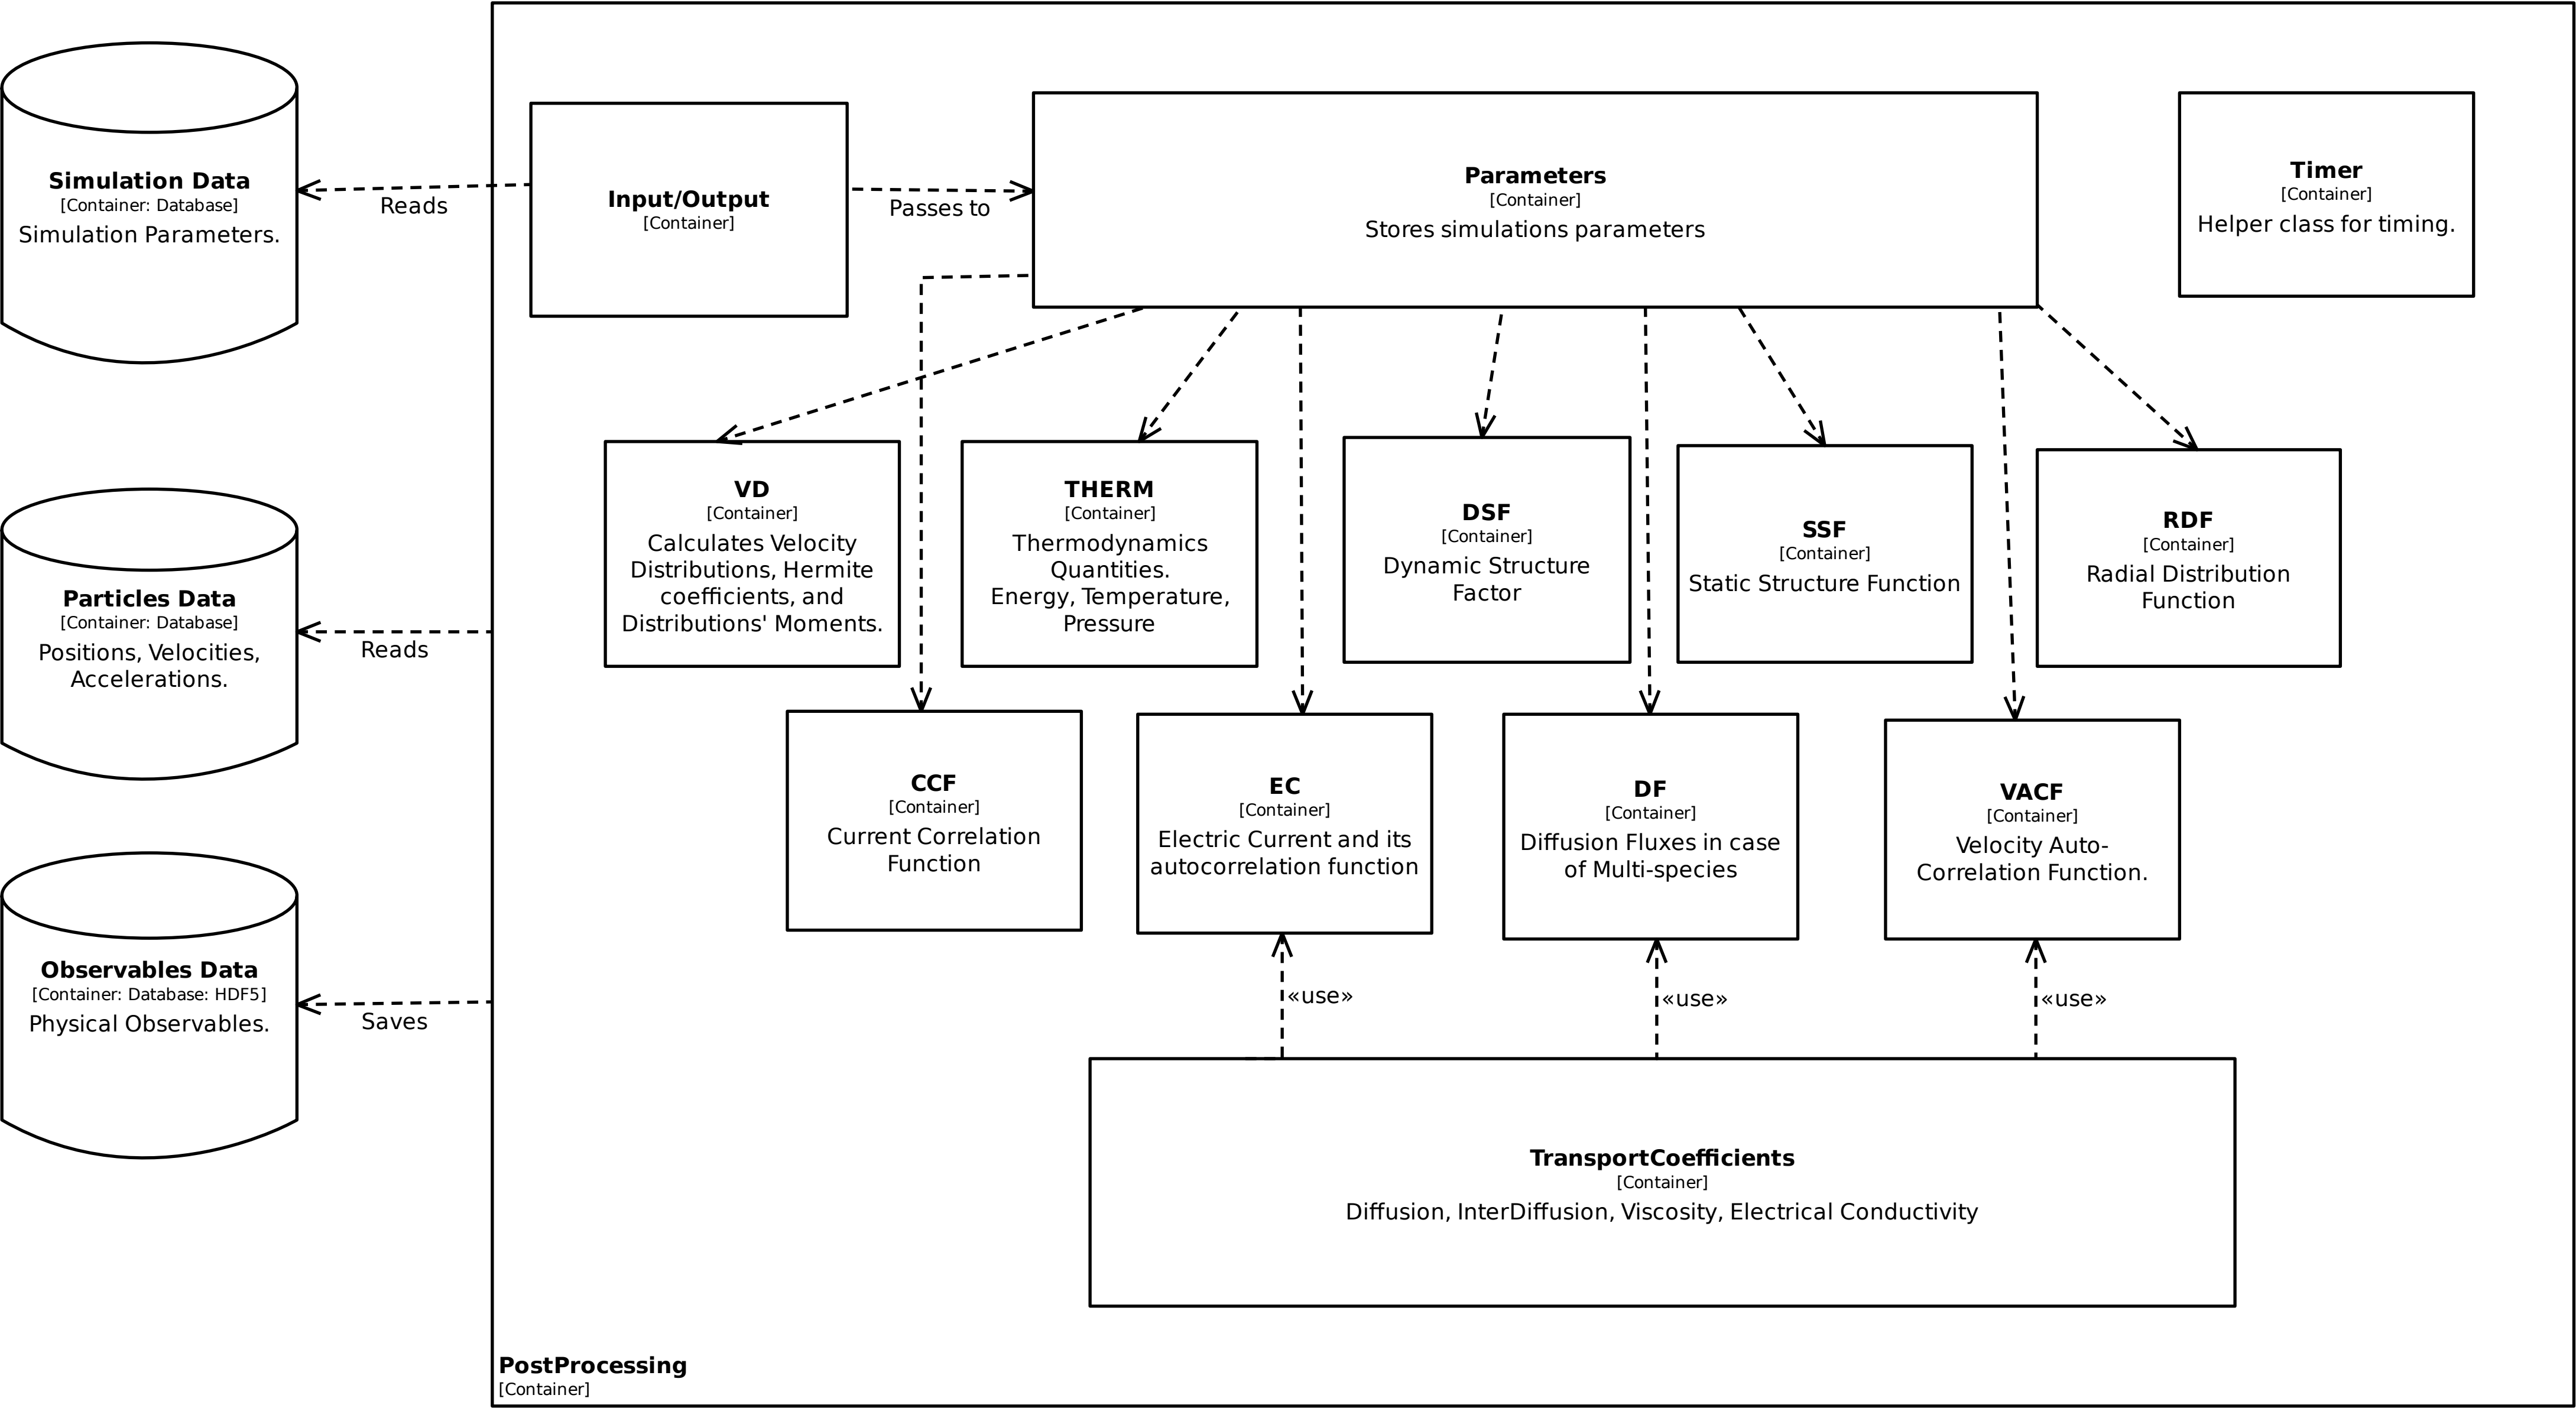 Simulation Data
[Container: Database]
Simulation Parameters.
Reads
Input/Output
[Container]
Passes to
Parameters
[Container]
Stores simulations parameters
Timer
[Container]
Helper class for timing.
Particles Data
[Container: Database]
Positions, Velocities,
Accelerations.
Reads
VD
[Container]
Calculates Velocity
Distributions, Hermite
coefficients, and
Distributions' Moments.
THERM
[Container]
Thermodynamics
Quantities.
Energy, Temperature,
Pressure
DSF
[Container]
Dynamic Structure
Factor
SSF
[Container]
Static Structure Function
RDF
[Container]
Radial Distribution
Function
CCF
[Container]
Current Correlation
Function
EC
[Container]
Electric Current and its
autocorrelation function
DF
[Container]
Diffusion Fluxes in case
of Multi-species
VACF
[Container]
Velocity Auto-
Correlation Function.
Observables Data
[Container: Database: HDF5]
Physical Observables.
Saves
«use»
«use»
«use»
TransportCoefficients
[Container]
Diffusion, InterDiffusion, Viscosity, Electrical Conductivity
PostProcessing
[Container]